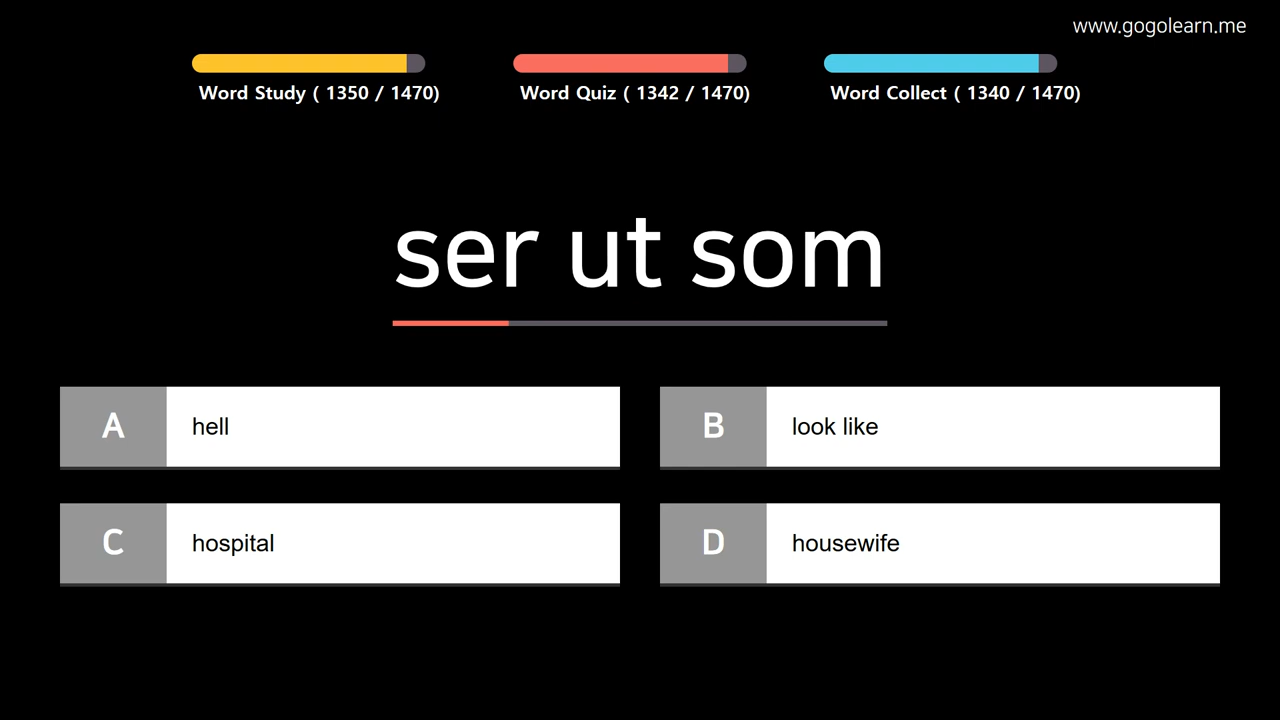 www.gogolearn.me
Word Study ( 1350 / 1470)
Word Quiz ( 1342 / 1470)
Word Collect ( 1340 / 1470)
ser ut som
A hell
B look like
C hospital
D housewife